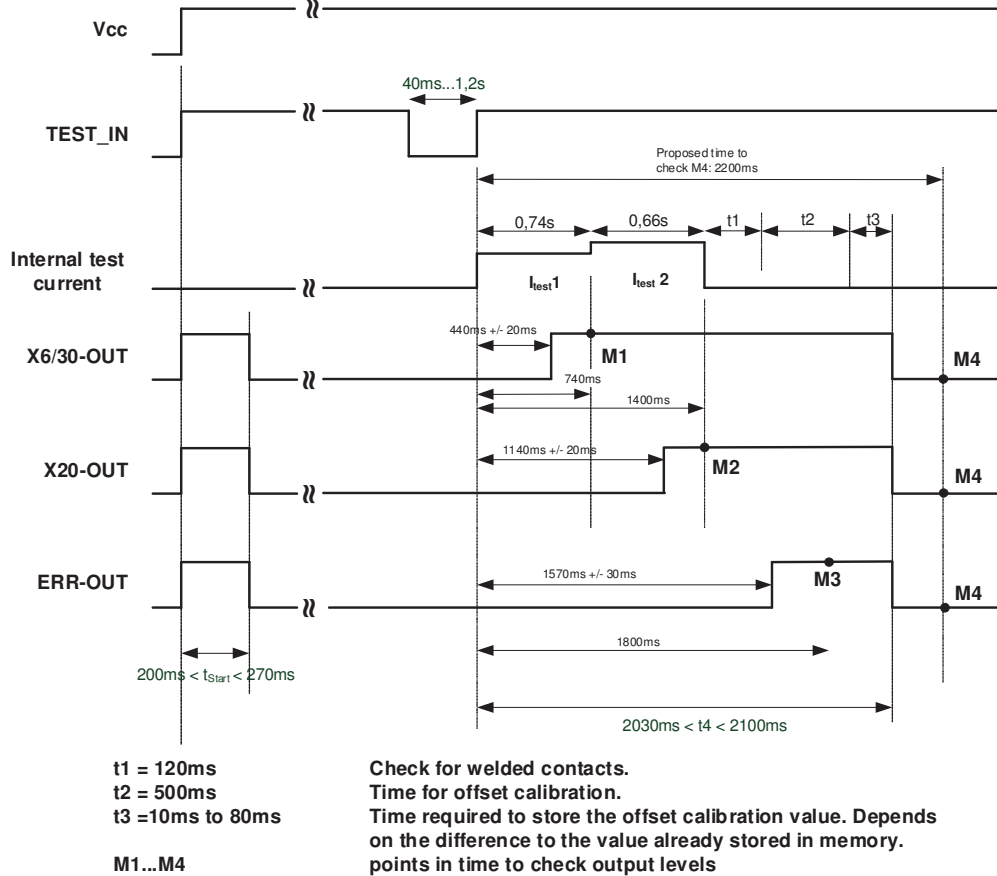 Vcc
40ms...1,2s
TEST_IN
Proposed time to
check M4: 2200ms
0,74s
0,66s
t1
t2
t3
Internal test
current
Itest1
Itest 2
440ms +/- 20ms
X6/30-OUT
M1
M4
740ms
1400ms
1140ms +/- 20ms
X20-OUT
M2
M4
1570ms +/- 30ms
ERR-OUT
M3
M4
1800ms
200ms < tStart < 270ms
2030ms < t4 < 2100ms
t1 = 120ms Check for welded contacts.
t2 = 500ms Time for offset calibration.
t3 =10ms to 80ms Time required to store the offset calibration value. Depends
on the difference to the value already stored in memory.
M1...M4 points in time to check output levels